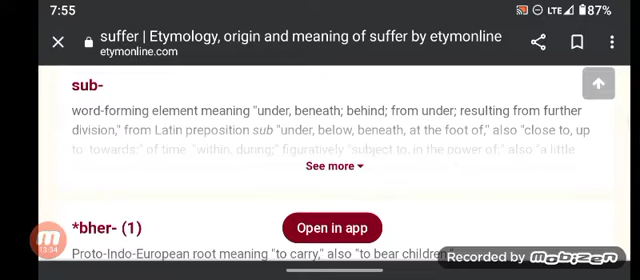 7:55
LTE
87%
suffer | Etymology, origin and meaning of suffer by etymonline
etymonline.com
sub-
word-forming element meaning "under, beneath; behind; from under; resulting from further
division," from Latin preposition sub "under, below, beneath, at the foot of," also "close to, up
to, towards;" of time, "within, during;" figuratively "subject to, in the power of;" also "a little
See more
*bher- (1)
Open in app
Proto-Indo-European root meaning "to carry," also "to bear children."
13:34
Recorded by mobizen